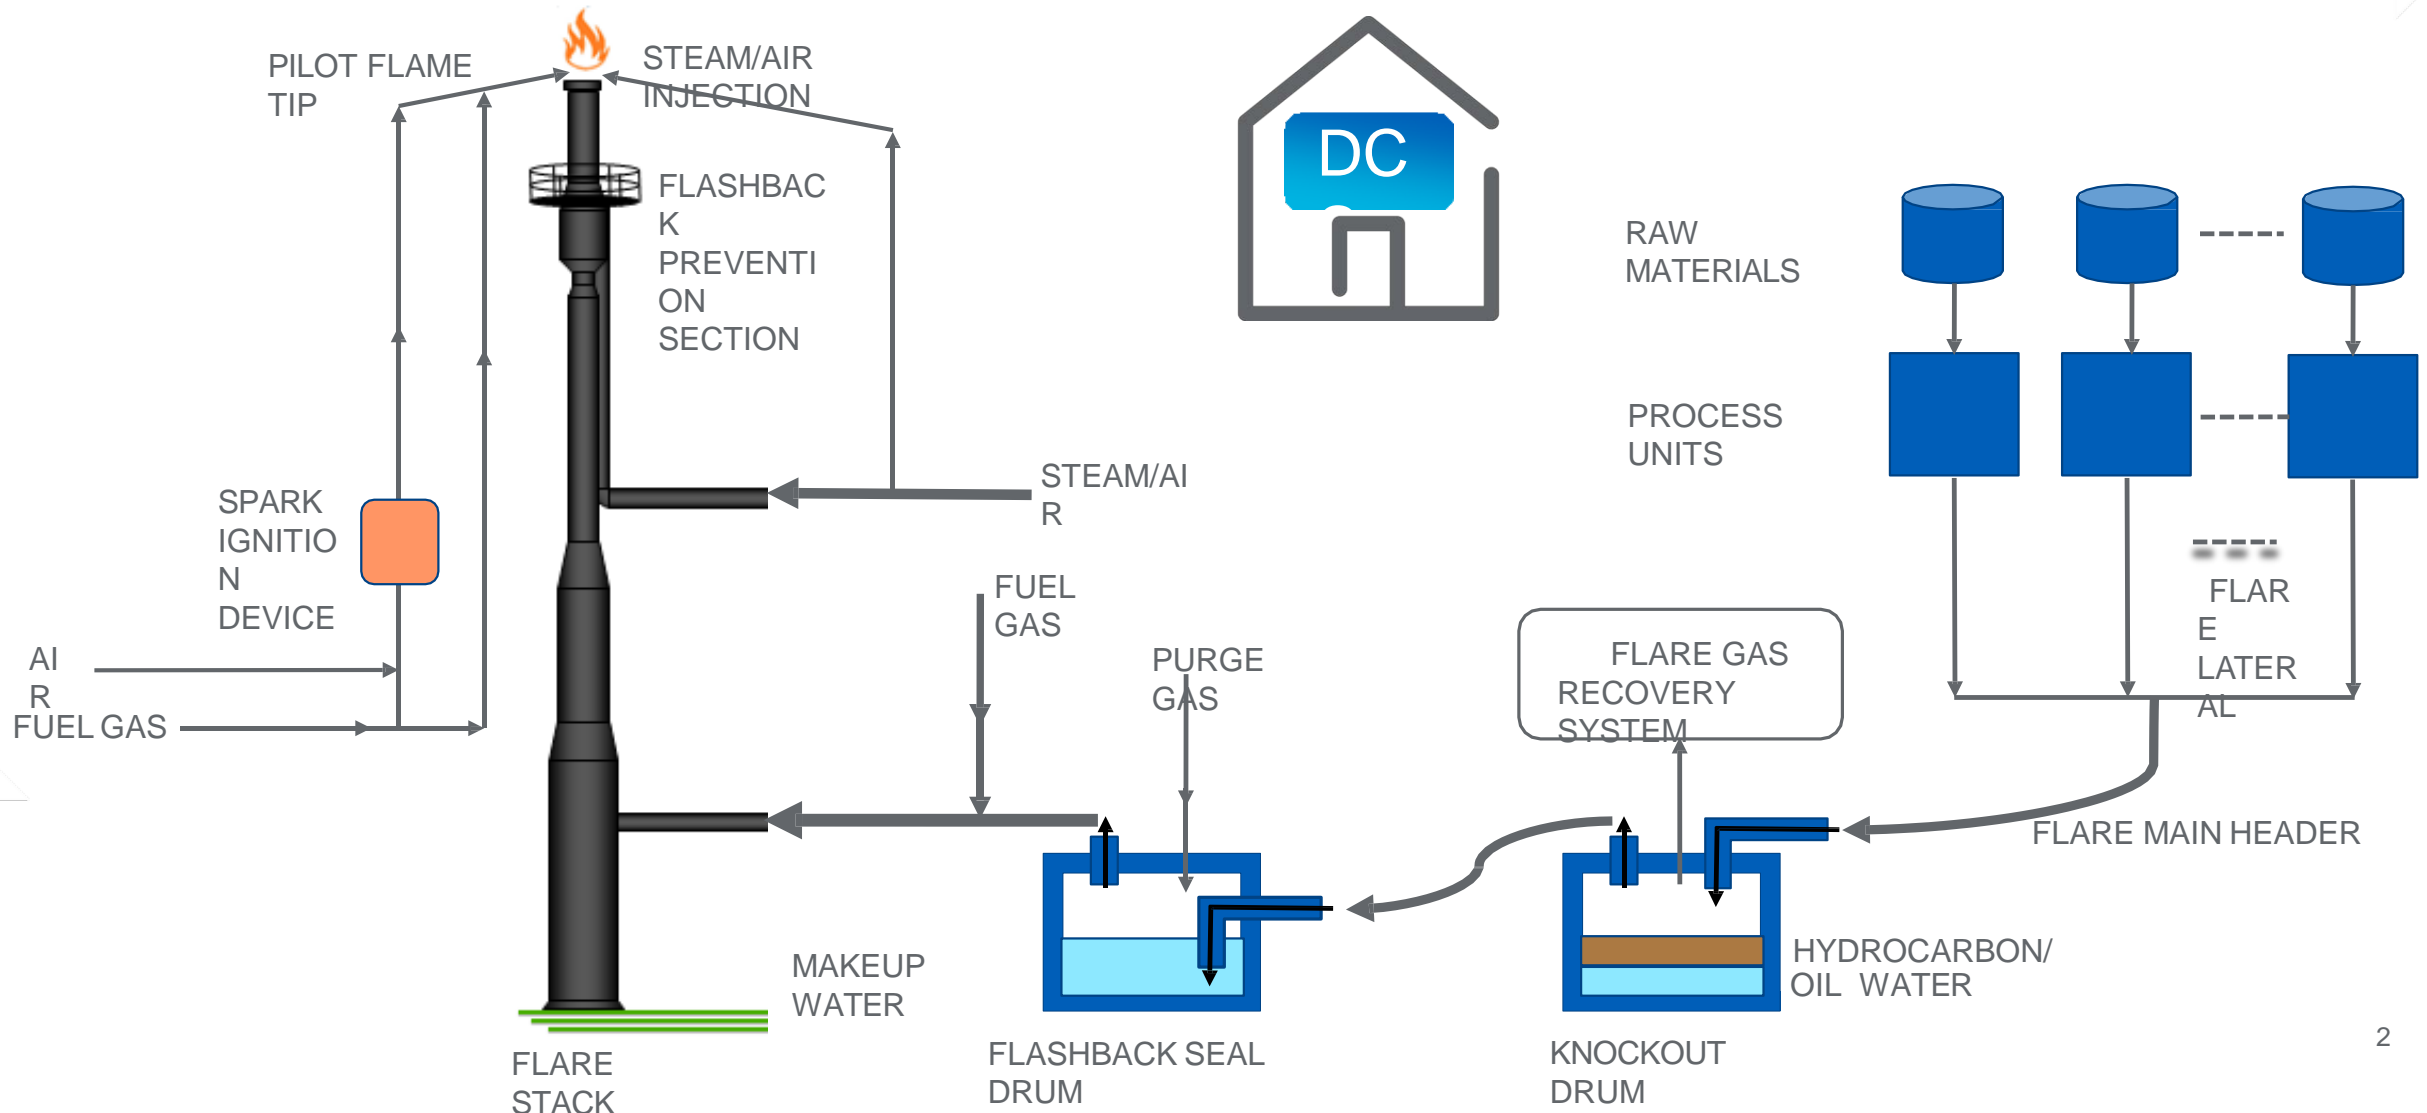 PILOT FLAME
TIP
STEAM/AIR
INJECTION
DC
FLASHBAC
K
PREVENTI
ON
SECTION
RAW
MATERIALS
PROCESS
UNITS
STEAM/AI
R
SPARK
IGNITIO
N
DEVICE
FUEL
GAS
FLAR
E
LATER
AL
AI
R
FUEL GAS
PURGE
GAS
FLARE GAS
RECOVERY
SYSTEM
FLARE MAIN HEADER
MAKEUP
WATER
HYDROCARBON/
OIL WATER
FLARE
STACK
FLASHBACK SEAL
DRUM
KNOCKOUT
DRUM
2